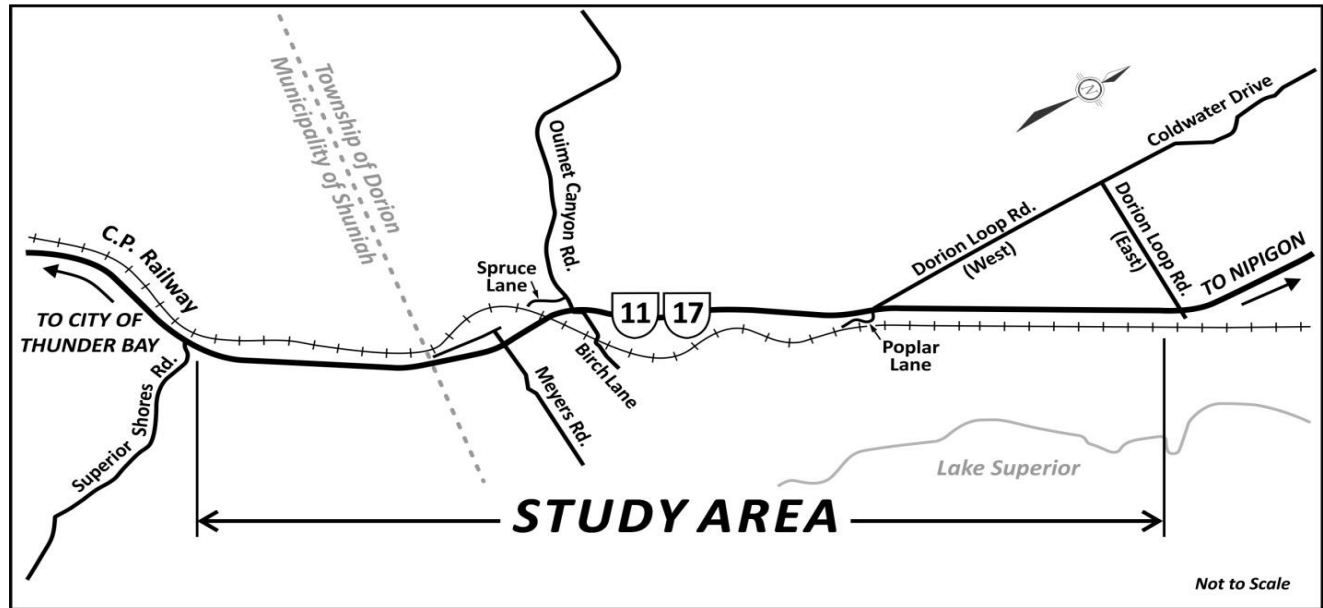 Township of Dorion
Municipality of Shuniah
Ouimet Canyon Rd.
N
Coldwater Drive
Dorion Loop Rd.
(West)
Dorion Loop Rd.
(East)
C.P. Railway
Spruce
Lane
TO NIPIGON
11 17
TO CITY OF
THUNDER BAY
Birch Lane
Poplar
Lane
Meyers Rd.
Superior Shores Rd.
Lake Superior
STUDY AREA
Not to Scale